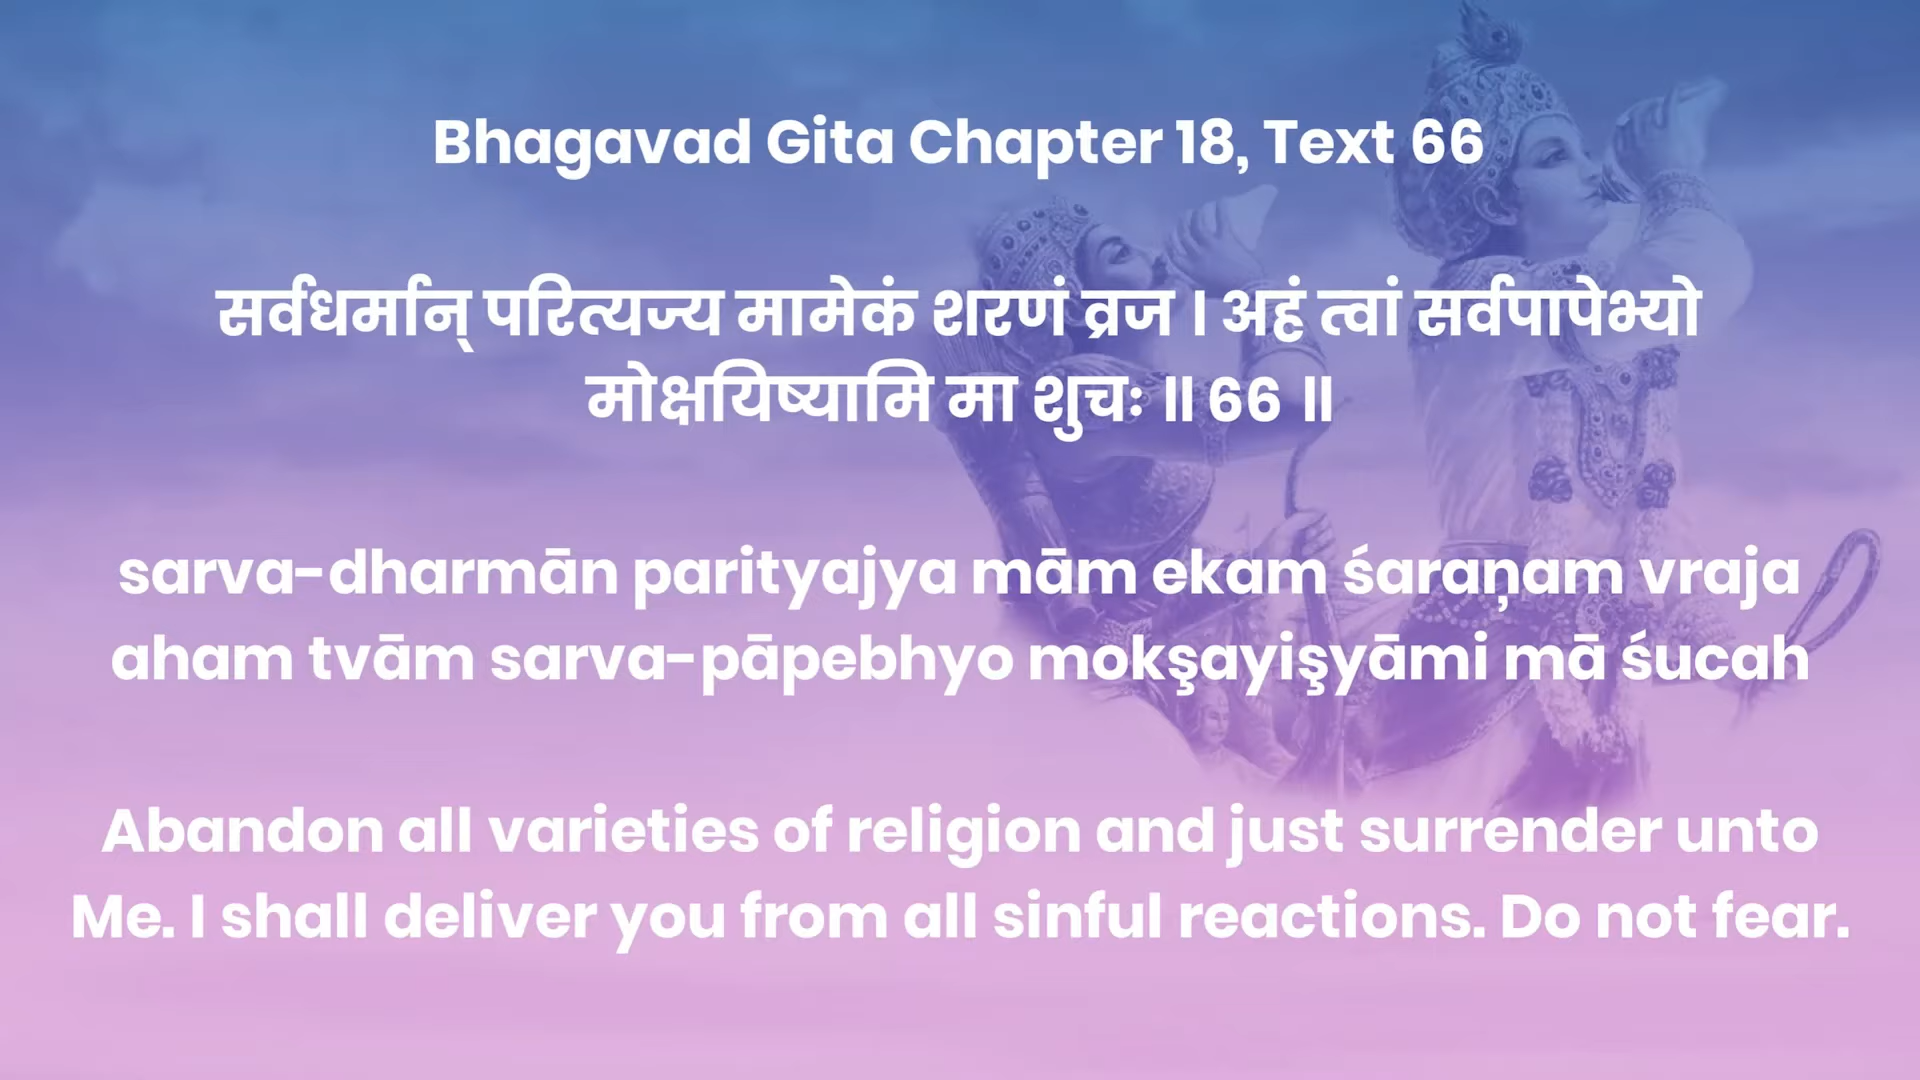 Bhagavad Gita Chapter 18, Text 66
सर्वधर्मान् परित्यज्य मामेकं शरणं व्रज । अहं त्वां सर्वपापेभ्यो
मोक्षयिष्यामि मा शुचः ॥ 66 ॥
sarva-dharmān parityajya mām ekam śaraṇam vraja
aham tvām sarva-pāpebhyo mokşayişyāmi mā śucah
Abandon all varieties of religion and just surrender unto
Me. I shall deliver you from all sinful reactions. Do not fear.